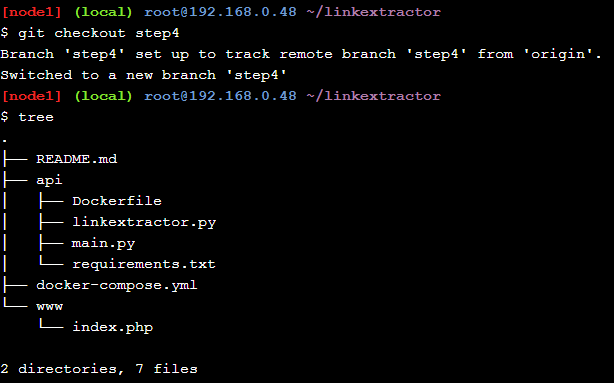 [node1] (local) root@192.168.0.48 ~/linkextractor
$ git checkout step4
Branch 'step4' set up to track remote branch 'step4' from 'origin'.
Switched to a new branch 'step4'
[node1] (local) root@192.168.0.48 ~/linkextractor
$ tree
.
├── README.md
├── api
│   ├── Dockerfile
│   ├── linkextractor.py
│   ├── main.py
│   └── requirements.txt
├── docker-compose.yml
└── www
    └── index.php

2 directories, 7 files